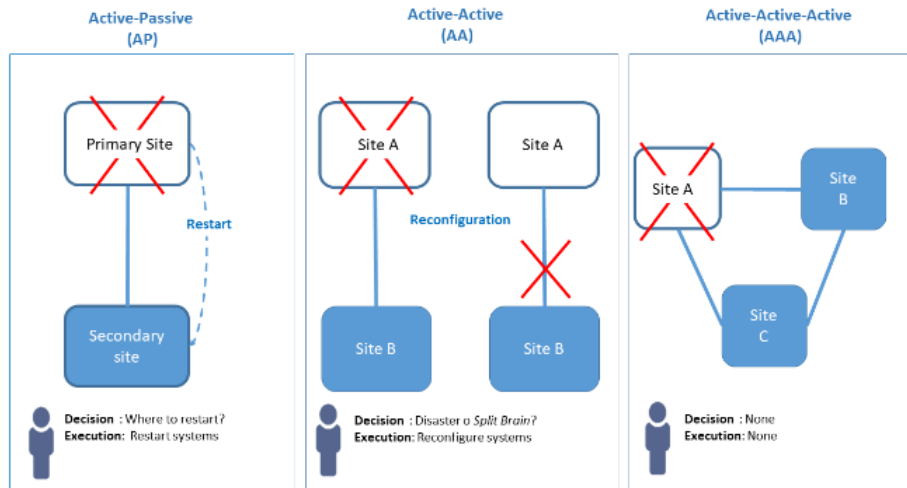 Active-Passive
(AP)
Primary Site
Restart
Secondary
site
Decision : Where to restart?
Execution: Restart systems
Active-Active
(AA)
Site A
Site A
Reconfiguration
Site B
Site B
Decision : Disaster o Split Brain?
Execution: Reconfigure systems
Active-Active-Active
(AAA)
Site A
Site
B
Site
C
Decision : None
Execution: None